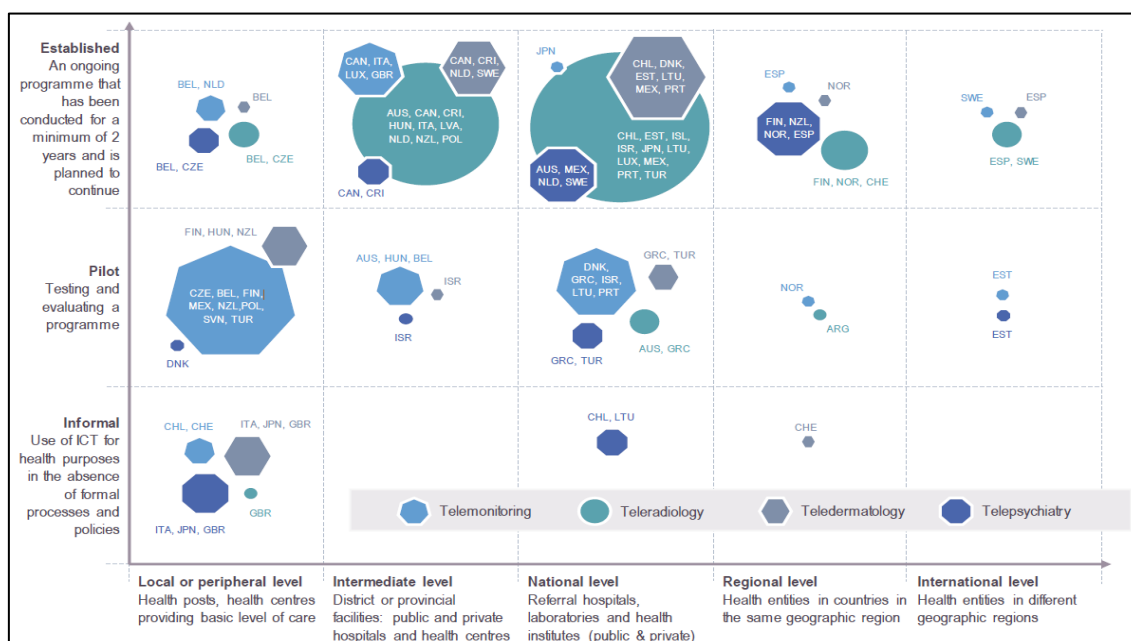 Established
An ongoing
programme that
has been
conducted for a
minimum of 2
years and is
planned to
continue
BEL, NLD
BEL
BEL, CZE
BEL, CZE
CAN, ITA,
LUX, GBR
CAN, CRI,
NLD, SWE
AUS, CAN, CRI,
HUN, ITA, LVA,
NLD, NZL, POL
CAN, CRI
JPN
CHL, DNK,
EST, LTU,
MEX, PRT
CHL, EST, ISL,
ISR, JPN, LTU,
LUX, MEX,
PRT, TUR
AUS, MEX,
NLD, SWE
ESP
NOR
FIN, NZL,
NOR, ESP
FIN, NOR, CHE
SWE
ESP
ESP, SWE
Pilot
Testing and
evaluating a
programme
FIN, HUN, NZL
CZE, BEL, FIN,
MEX, NZL,POL,
SVN, TUR
DNK
AUS, HUN, BEL
ISR
ISR
DNK,
GRC, ISR,
LTU, PRT
GRC, TUR
GRC, TUR
AUS, GRC
NOR
ARG
EST
EST
Informal
Use of ICT for
health purposes
in the absence
of formal
processes and
policies
CHL, CHE
ITA, JPN, GBR
ITA, JPN, GBR
GBR
CHL, LTU
CHE
Telemonitoring
Teleradiology
Teledermatology
Telepsychiatry
Local or peripheral level
Health posts, health centres
providing basic level of care
Intermediate level
District or provincial
facilities: public and private
hospitals and health centres
National level
Referral hospitals,
laboratories and health
institutes (public & private)
Regional level
Health entities in countries in
the same geographic region
International level
Health entities in different
geographic regions